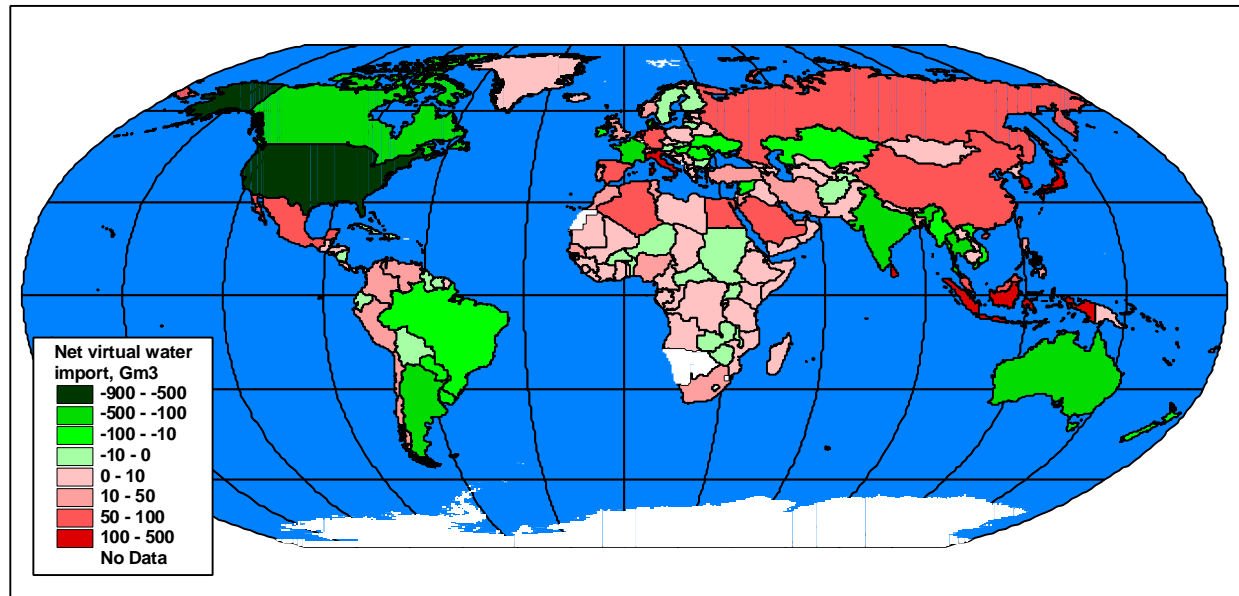 Net virtual water
import, Gm3
-900 - -500
-500 - -100
-100 - -10
-10 - 0
0 - 10
10 - 50
50 - 100
100 - 500
No Data